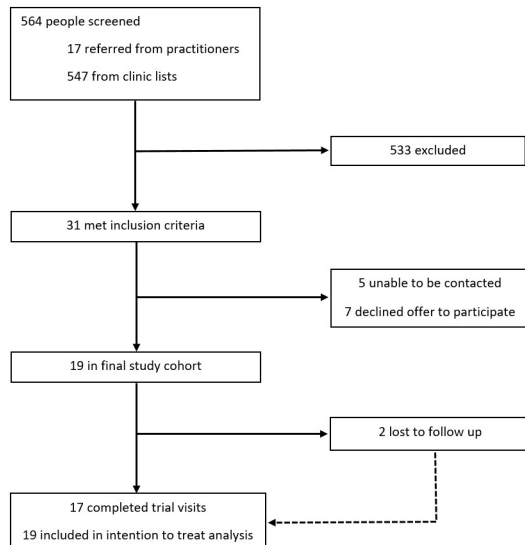 564 people screened
17 referred from practitioners
547 from clinic lists
533 excluded
31 met inclusion criteria
5 unable to be contacted
7 declined offer to participate
19 in final study cohort
2 lost to follow up
17 completed trial visits
19 included in intention to treat analysis